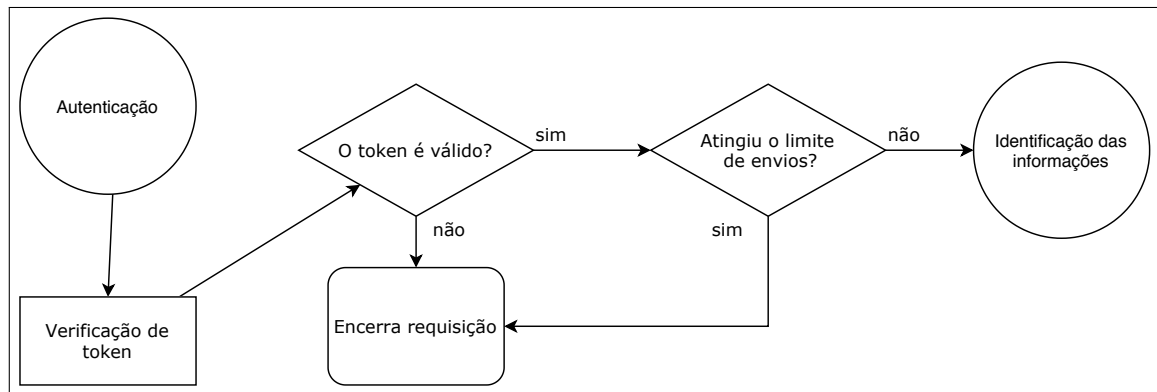 Autenticação
Verificação de
token
O token é válido?
sim
não
Encerra requisição
Atingiu o limite
de envios?
não
sim
Identificação das
informações